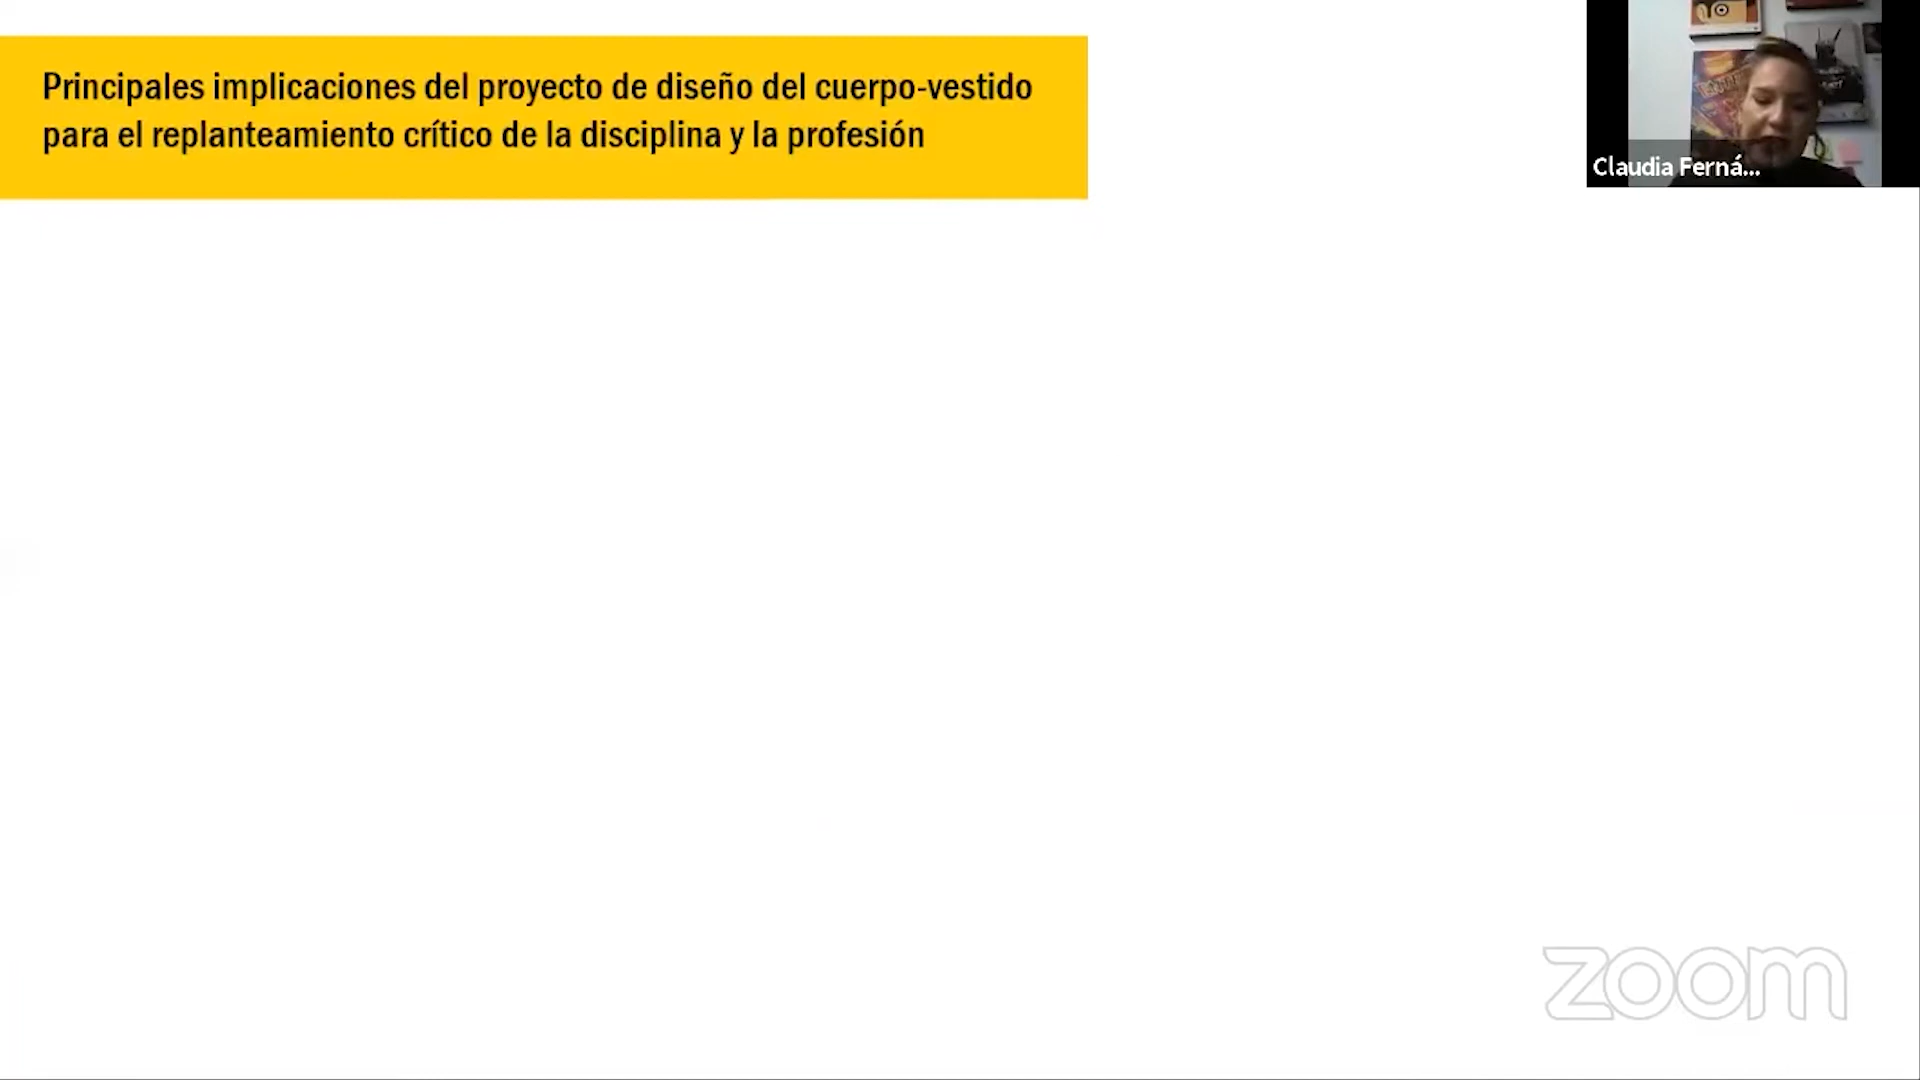 Principales implicaciones del proyecto de diseño del cuerpo-vestido
para el replanteamiento crítico de la disciplina y la profesión
Claudia Ferná...
zoom